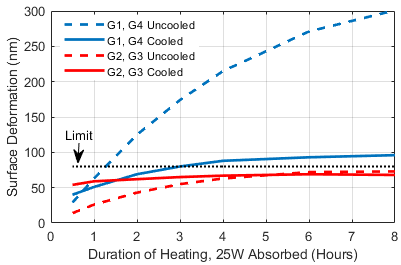 300
250
200
150
100
50
0
Surface Deformation (nm)
G1, G4 Uncooled
G1, G4 Cooled
G2, G3 Uncooled
G2, G3 Cooled
Limit
0 1 2 3 4 5 6 7 8
Duration of Heating, 25W Absorbed (Hours)